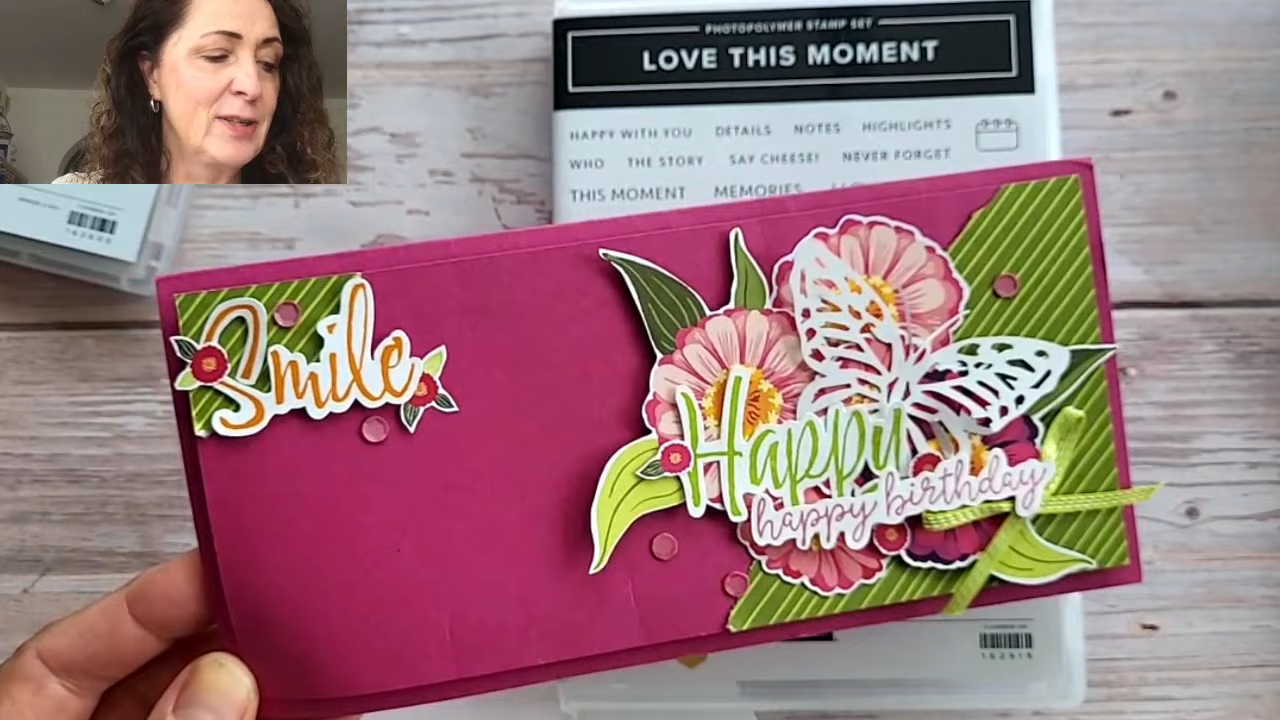 PHOTOPOLYMER STAMP SET
LOVE THIS MOMENT
HAPPY WITH YOU DETAILS NOTES HIGHLIGHTS
WHO THE STORY SAY CHEESE! NEVER FORGET
THIS MOMENT MEMORIES
Smile
Happy
happy birthday
162916